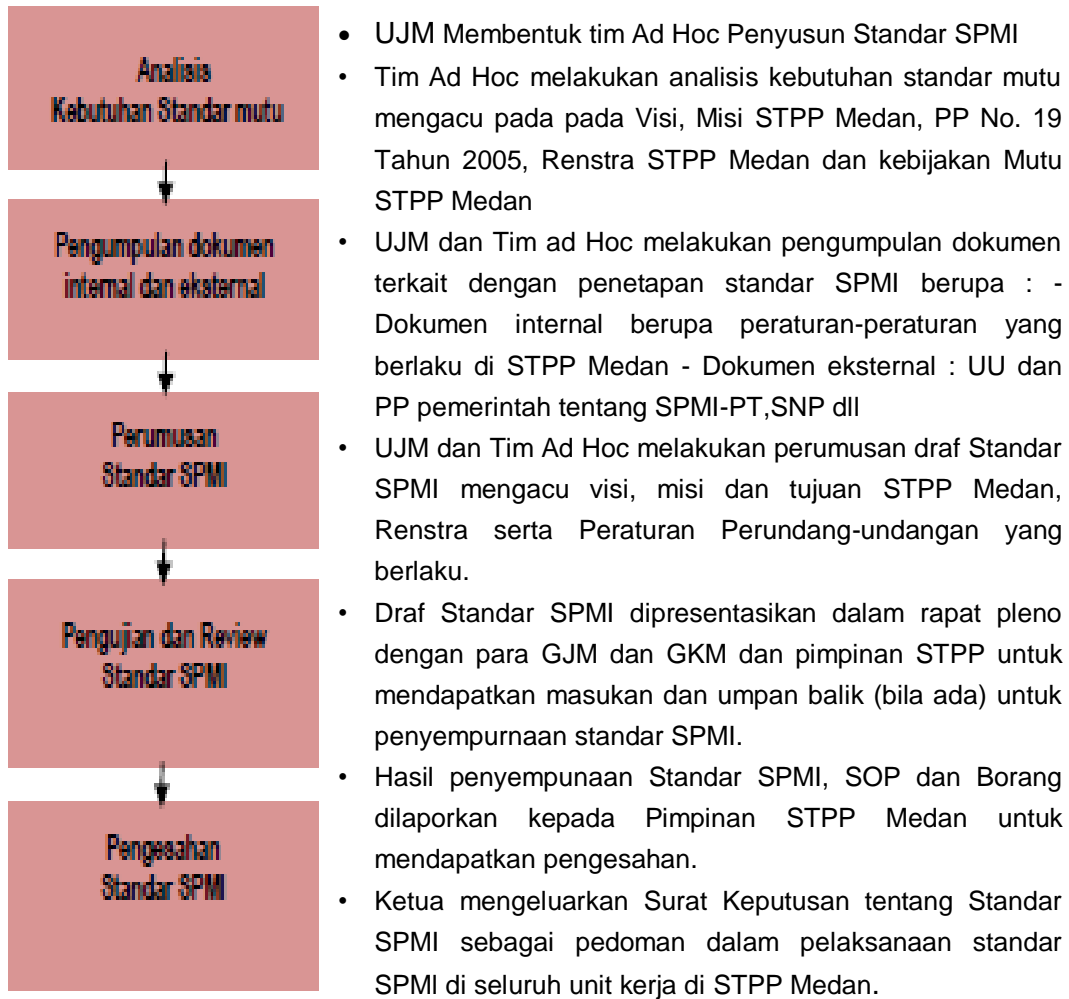 Analisis
Kebutuhan Standar mutu
Pengumpulan dokumen
internal dan eksternal
Perumusan
Standar SPMI
Pengujian dan Review
Standar SPMI
Pengesahan
Standar SPMI
• UJM Membentuk tim Ad Hoc Penyusun Standar SPMI
• Tim Ad Hoc melakukan analisis kebutuhan standar mutu
mengacu pada pada Visi, Misi STPP Medan, PP No. 19
Tahun 2005, Renstra STPP Medan dan kebijakan Mutu
STPP Medan
• UJM dan Tim ad Hoc melakukan pengumpulan dokumen
terkait dengan penetapan standar SPMI berupa : -
Dokumen internal berupa peraturan-peraturan yang
berlaku di STPP Medan - Dokumen eksternal : UU dan
PP pemerintah tentang SPMI-PT,SNP dll
• UJM dan Tim Ad Hoc melakukan perumusan draf Standar
SPMI mengacu visi, misi dan tujuan STPP Medan,
Renstra serta Peraturan Perundang-undangan yang
berlaku.
• Draf Standar SPMI dipresentasikan dalam rapat pleno
dengan para GJM dan GKM dan pimpinan STPP untuk
mendapatkan masukan dan umpan balik (bila ada) untuk
penyempurnaan standar SPMI.
• Hasil penyempunaan Standar SPMI, SOP dan Borang
dilaporkan kepada Pimpinan STPP Medan untuk
mendapatkan pengesahan.
• Ketua mengeluarkan Surat Keputusan tentang Standar
SPMI sebagai pedoman dalam pelaksanaan standar
SPMI di seluruh unit kerja di STPP Medan.